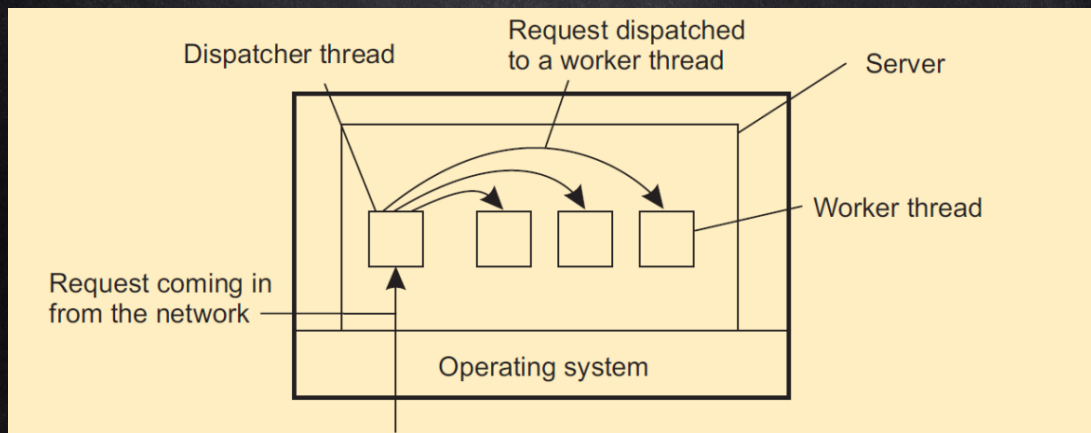 Dispatcher thread
Request dispatched
to a worker thread
Server
Worker thread
Request coming in
from the network
Operating system